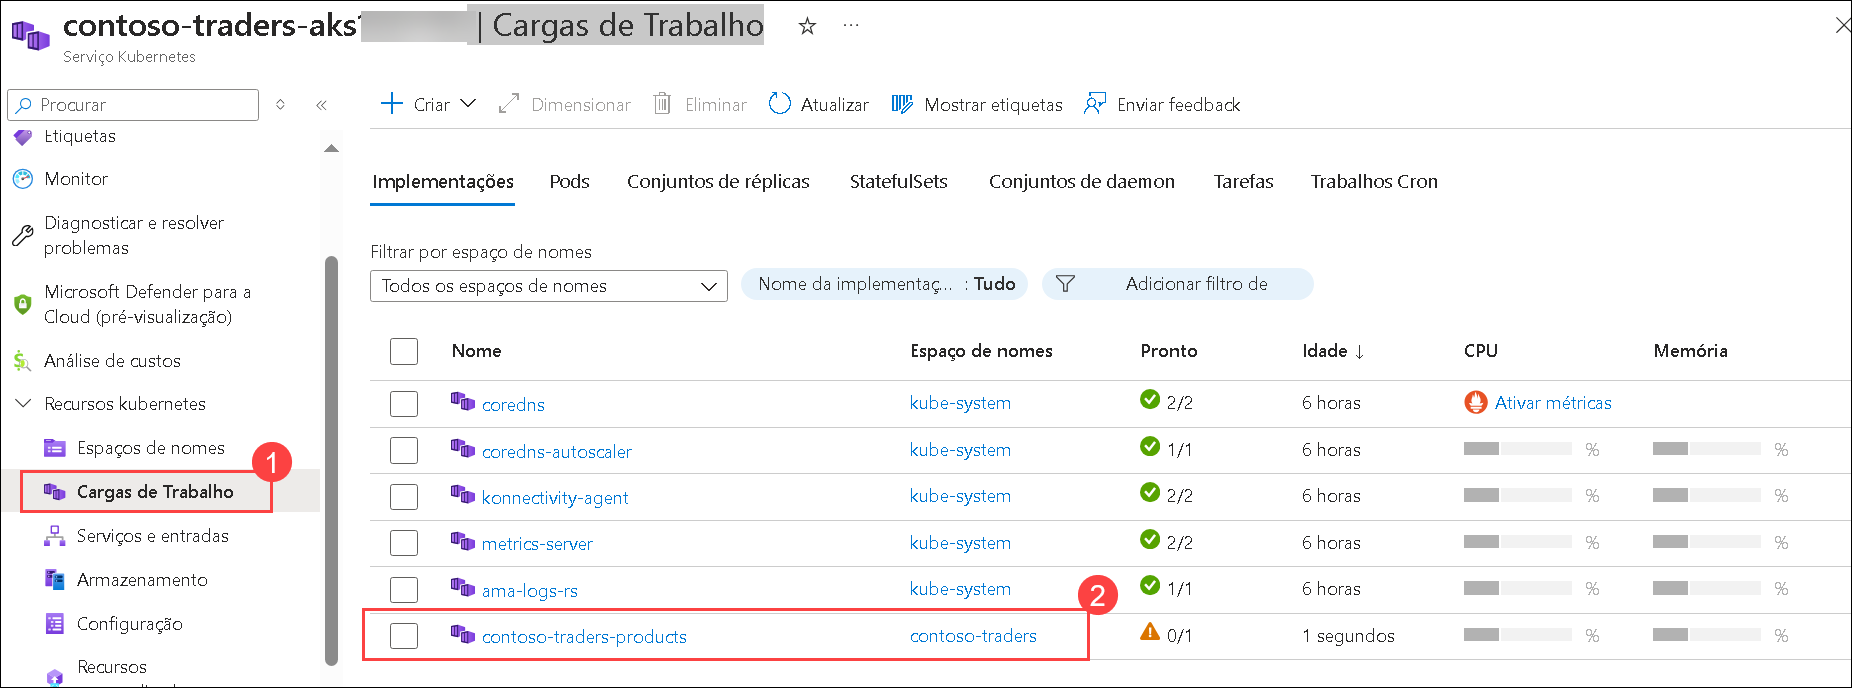 contoso-traders-aks | Cargas de Trabalho
Serviço Kubernetes
Procurar
Etiquetas
Monitor
Diagnosticar e resolver
problemas
Microsoft Defender para a
Cloud (pré-visualização)
Análise de custos
Recursos kubernetes
Espaços de nomes
1
Cargas de Trabalho
Serviços e entradas
Armazenamento
Configuração
Recursos
Criar
Dimensionar
Eliminar
Atualizar
Mostrar etiquetas
Enviar feedback
Implementações Pods Conjuntos de réplicas StatefulSets Conjuntos de daemon Tarefas Trabalhos Cron
Filtrar por espaço de nomes
Todos os espaços de nomes
Nome da implementaç... : Tudo
Adicionar filtro de
Nome Espaço de nomes Pronto Idade ↓ CPU Memória
coredns kube-system 2/2 6 horas Ativar métricas
coredns-autoscaler kube-system 1/1 6 horas % %
konnectivity-agent kube-system 2/2 6 horas % %
metrics-server kube-system 2/2 6 horas % %
ama-logs-rs kube-system 1/1 6 horas % %
2
contoso-traders-products contoso-traders 0/1 1 segundos % %